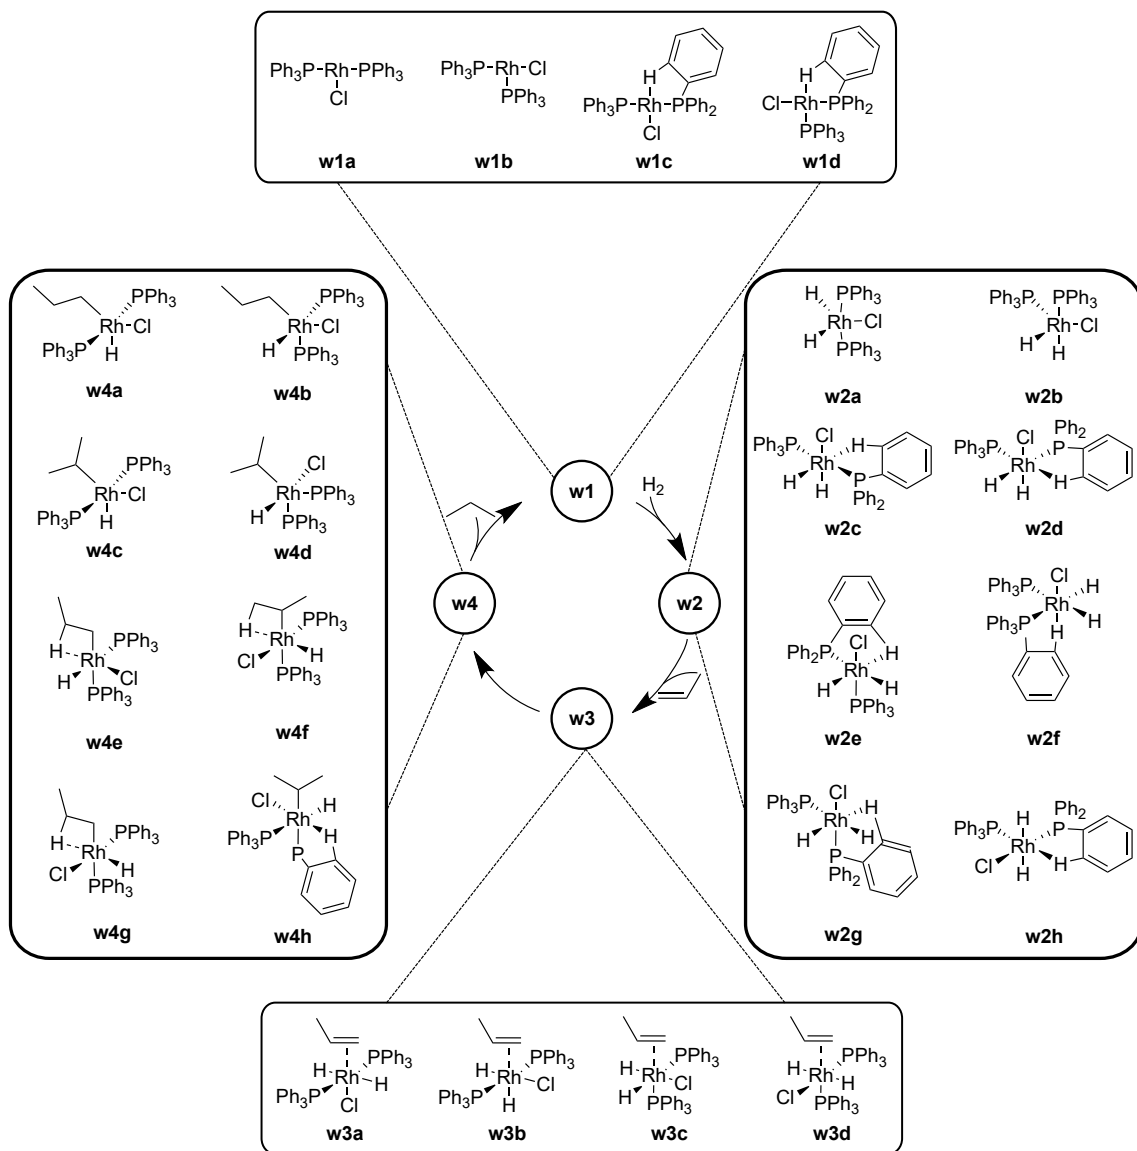 Ph3P Rh PPh3
Cl
w1a
Ph3P Rh Cl
PPh3
w1b
H
Ph3P Rh PPh2
Cl
w1c
H
Cl Rh PPh2
PPh3
w1d
PPh3
Rh Cl
Ph3P
H
w4a
PPh3
Rh Cl
H
PPh3
w4b
PPh3
Rh Cl
Ph3P
H
w4c
Cl
Rh PPh3
H
PPh3
w4d
H
PPh3
Rh
H
Cl
PPh3
w4e
H
PPh3
Rh
Cl
H
PPh3
w4f
H
PPh3
Rh
Cl
H
PPh3
w4g
Cl
H
Rh
Ph3P
H
P
w4h
w1
H2
w2
w3
w4
H
PPh3
Rh Cl
H
PPh3
w2a
Ph3P
PPh3
Rh Cl
H
H
w2b
Cl
Ph3P
H
Rh
H
H
P
Ph2
w2c
Ph2
Cl
P
Ph3P
Rh
H
H
H
w2d
P
Ph2
Cl
H
Rh
H
H
PPh3
w2e
Cl
Ph3P
H
Rh
H
Ph3P
H
w2f
Cl
Ph3P
H
Rh
H
H
P
Ph2
w2g
Ph2
H
P
Ph3P
Rh
Cl
H
H
w2h
PPh3
H
Rh
H
Ph3P
Cl
w3a
PPh3
H
Rh
Cl
Ph3P
H
w3b
PPh3
H
Rh
Cl
H
PPh3
w3c
PPh3
H
Rh
H
Cl
PPh3
w3d